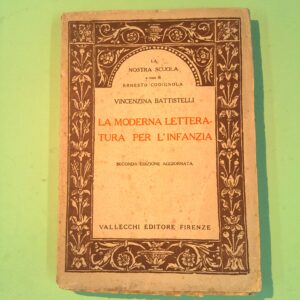 LA
NOSTRA SCUOLA
a cura di
ERNESTO CODIGNOLA
VINCENZINA BATTISTELLI
LA MODERNA LETTERA-
TURA PER L'INFANZIA
SECONDA EDIZIONE AGGIORNATA
VALLECCHI EDITORE FIRENZE